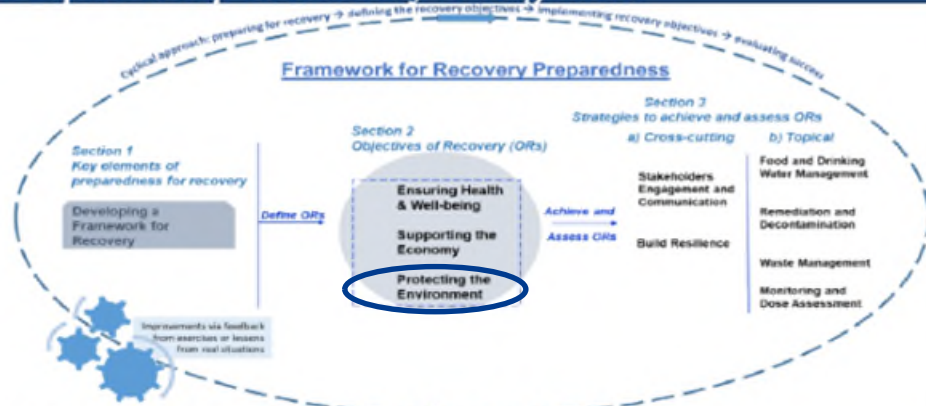 Cyclical approach: preparing for recovery → defining the recovery objectives → implementing recovery objectives → evaluating success
Framework for Recovery Preparedness
Section 1
Key elements of
preparedness for recovery
Developing a
Framework for
Recovery
Define ORs
Section 2
Objectives of Recovery (ORs)
Ensuring Health
& Well-being
Supporting the
Economy
Protecting the
Environment
Achieve and
Assess ORs
Section 3
Strategies to achieve and assess ORs
a) Cross-cutting
Stakeholders
Engagement and
Communication
Build Resilience
b) Topical
Food and Drinking
Water Management
Remediation and
Decontamination
Waste Management
Monitoring and
Dose Assessment
Improvements via feedback
from exercises or lessons
from real situations